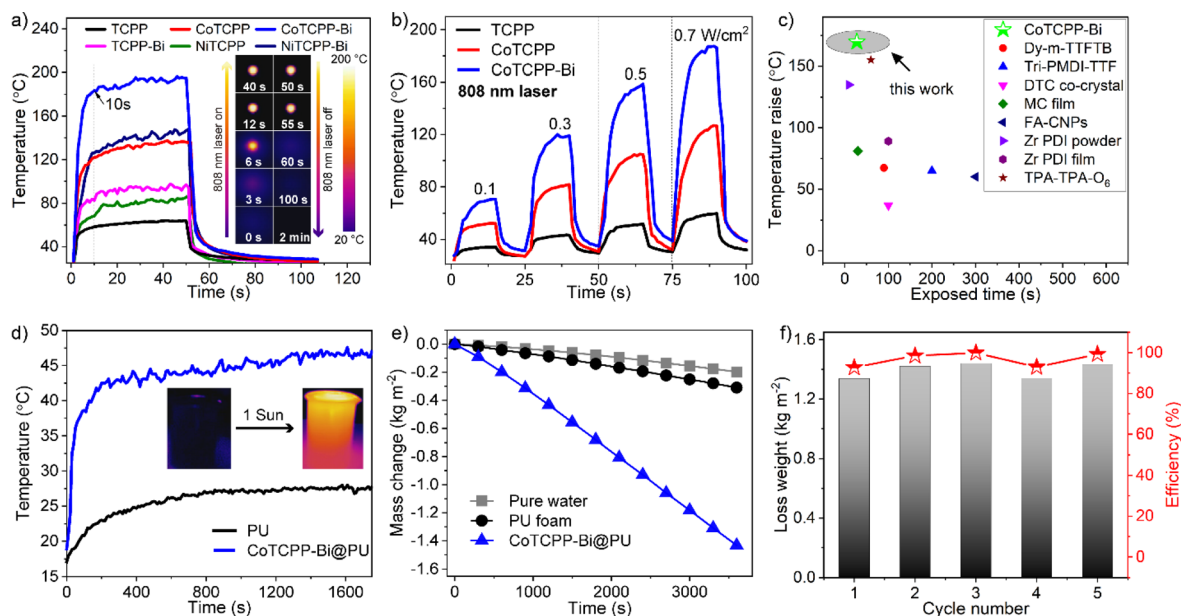 a)
TCPP
CoTCPP
CoTCPP-Bi
TCPP-Bi
NiTCPP
NiTCPP-Bi
200 °C
20 °C
808 nm laser on
808 nm laser off
40 s
50 s
12 s
55 s
6 s
60 s
3 s
100 s
0 s
2 min
10s
Temperature (°C)
240
200
160
120
80
40
0 20 40 60 80 100 120
Time (s)
b)
TCPP
CoTCPP
CoTCPP-Bi
808 nm laser
0.1
0.3
0.5
0.7 W/cm²
Temperature (°C)
200
160
120
80
40
0 25 50 75 100
Time (s)
c)
CoTCPP-Bi
Dy-m-TTFTB
Tri-PMDI-TTF
DTC co-crystal
MC film
FA-CNPs
Zr PDI powder
Zr PDI film
TPA-TPA-O₆
this work
Temperature raise (°C)
175
150
125
100
75
50
25
0
0 100 200 300 400 500 600
Exposed time (s)
d)
1 Sun
PU
CoTCPP-Bi@PU
Temperature (°C)
50
45
40
35
30
25
20
15
0 400 800 1200 1600
Time (s)
e)
Pure water
PU foam
CoTCPP-Bi@PU
Mass change (kg m⁻²)
0.0
-0.2
-0.4
-0.6
-0.8
-1.0
-1.2
-1.4
-1.6
0 1000 2000 3000
Time (s)
f)
Loss weight (kg m⁻²)
1.6
1.2
0.8
0.4
0.0
1 2 3 4 5
Cycle number
Efficiency (%)
100
80
60
40
20
0